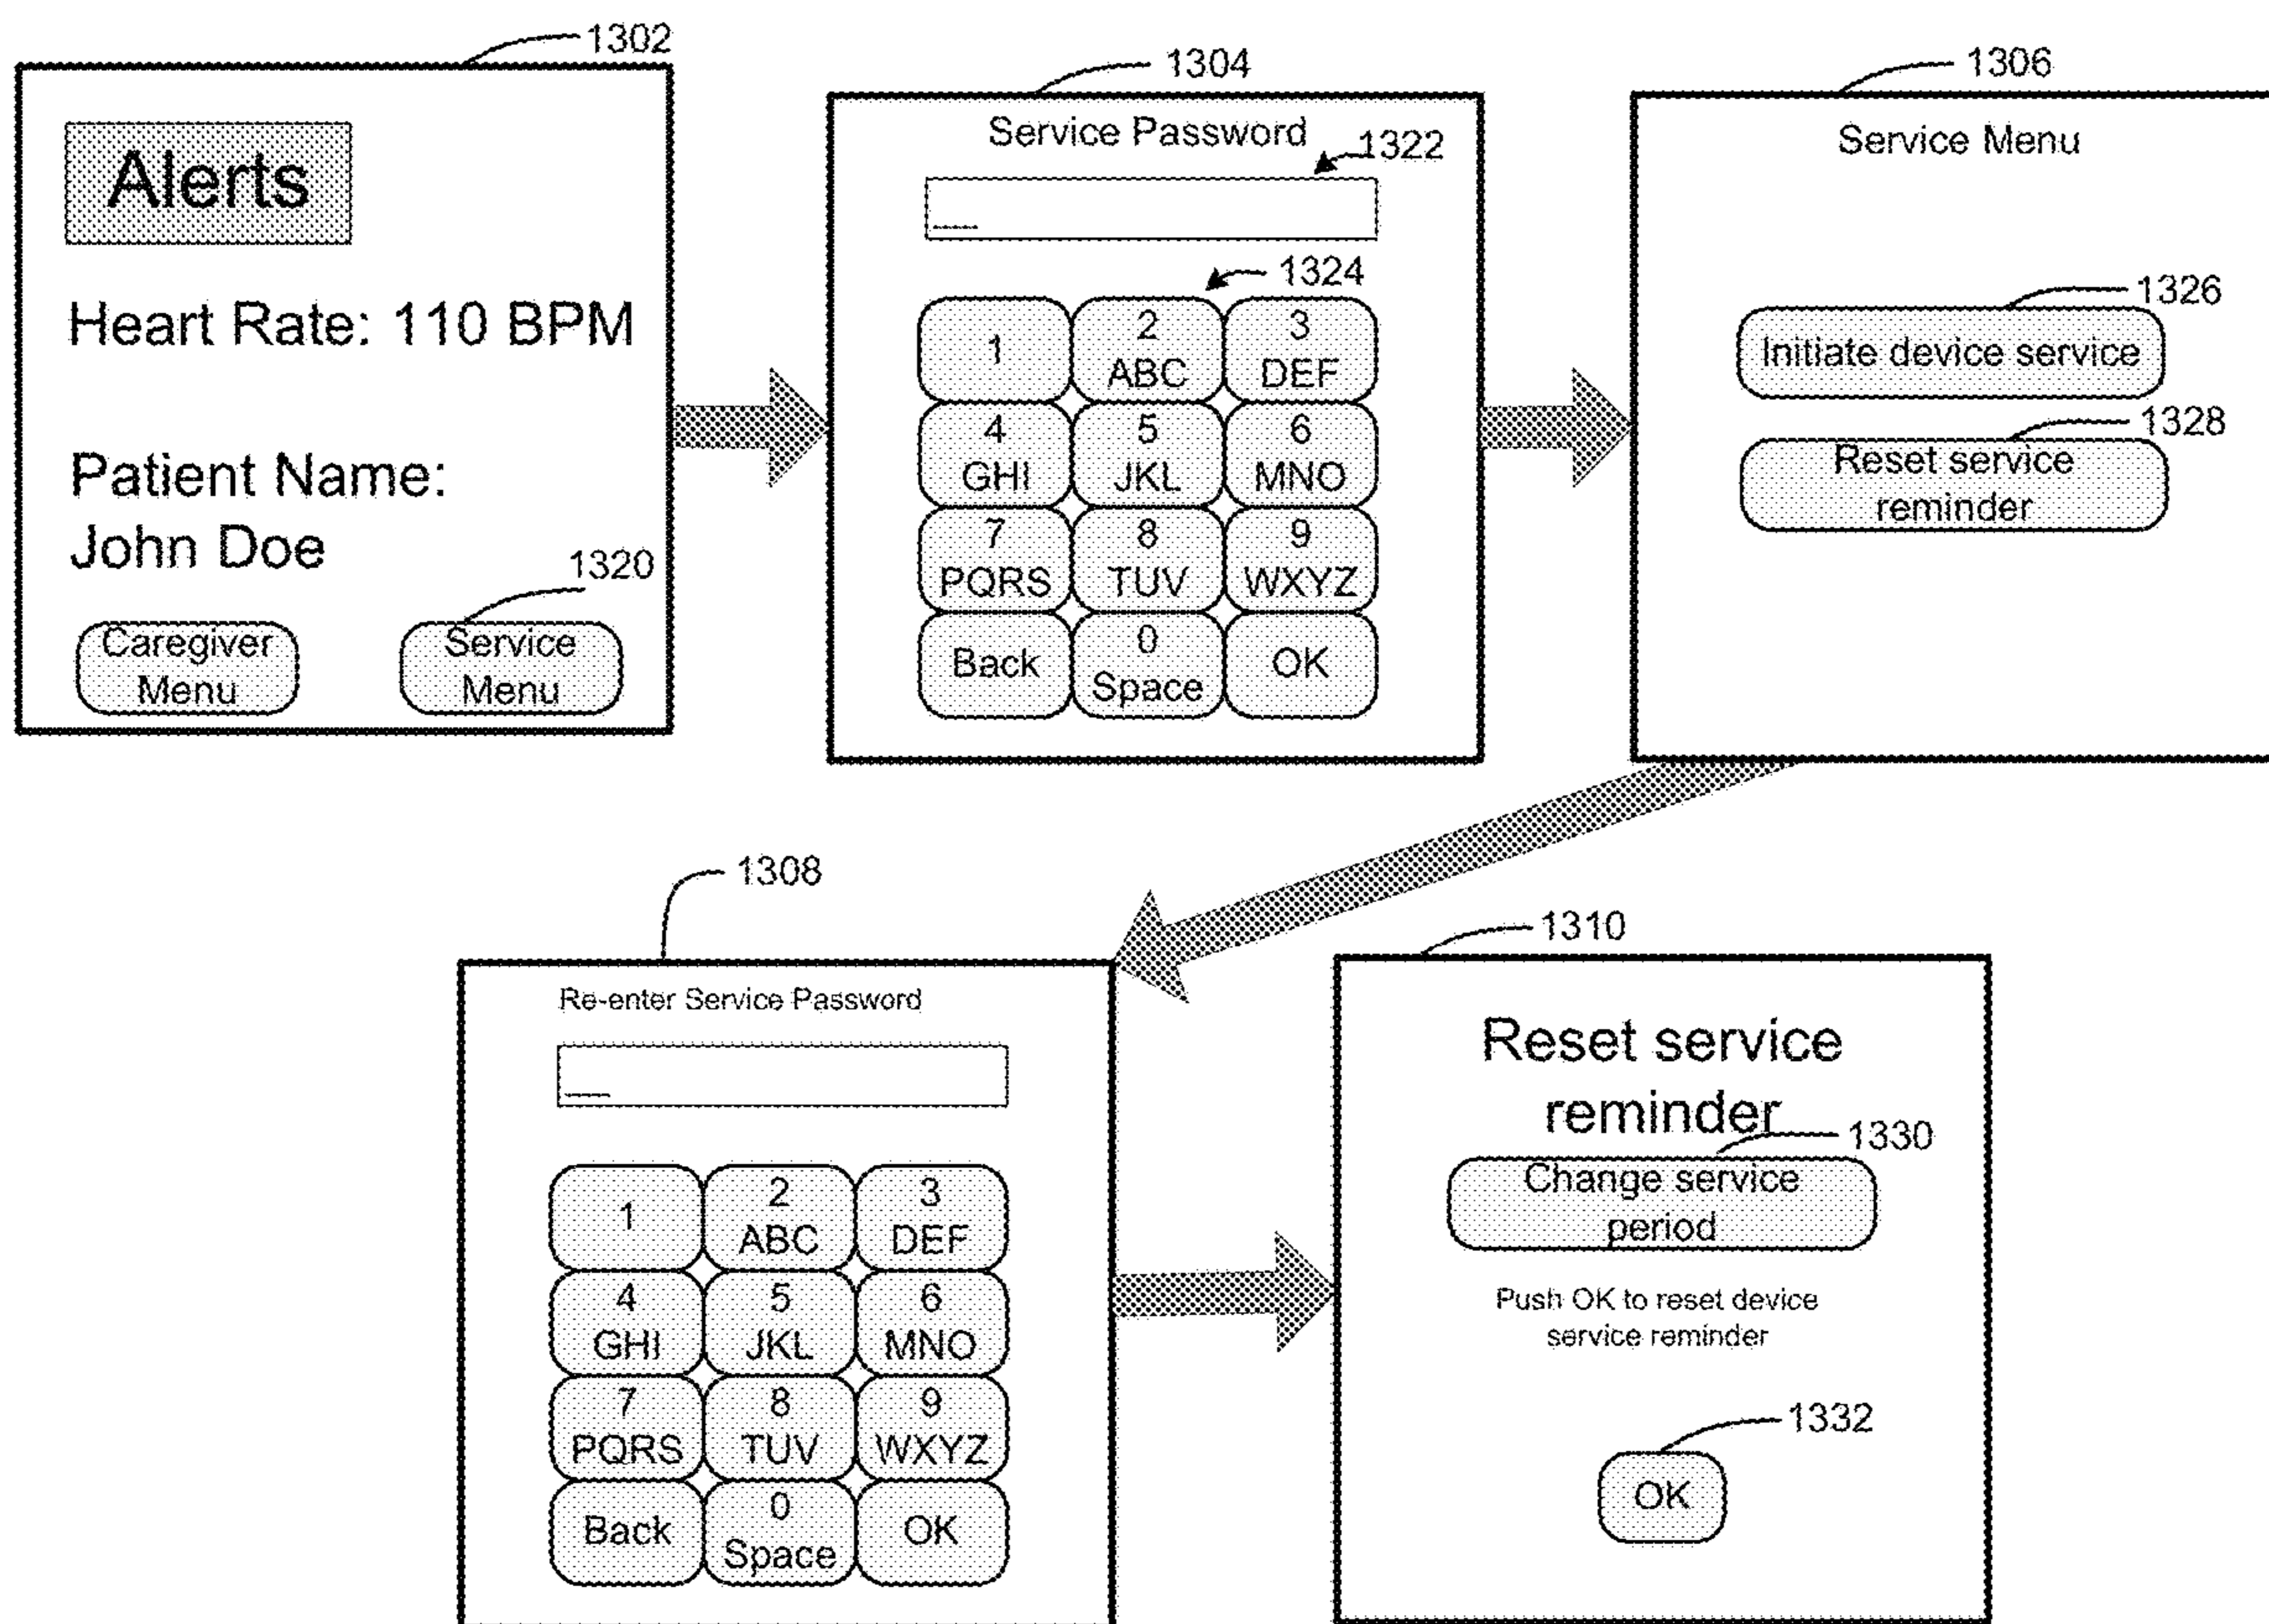 1302
Alerts
Heart Rate: 110 BPM
Patient Name:
John Doe
1320
Caregiver
Menu
Service
Menu
1304
Service Password
1322
1324
1
2
ABC
3
DEF
4
GHI
5
JKL
6
MNO
7
PQRS
8
TUV
9
WXYZ
Back
0
Space
OK
1306
Service Menu
1326
Initiate device service
1328
Reset service
reminder
1308
Re-enter Service Password
1
2
ABC
3
DEF
4
GHI
5
JKL
6
MNO
7
PQRS
8
TUV
9
WXYZ
Back
0
Space
OK
1310
Reset service
reminder
1330
Change service
period
Push OK to reset device
service reminder
1332
OK